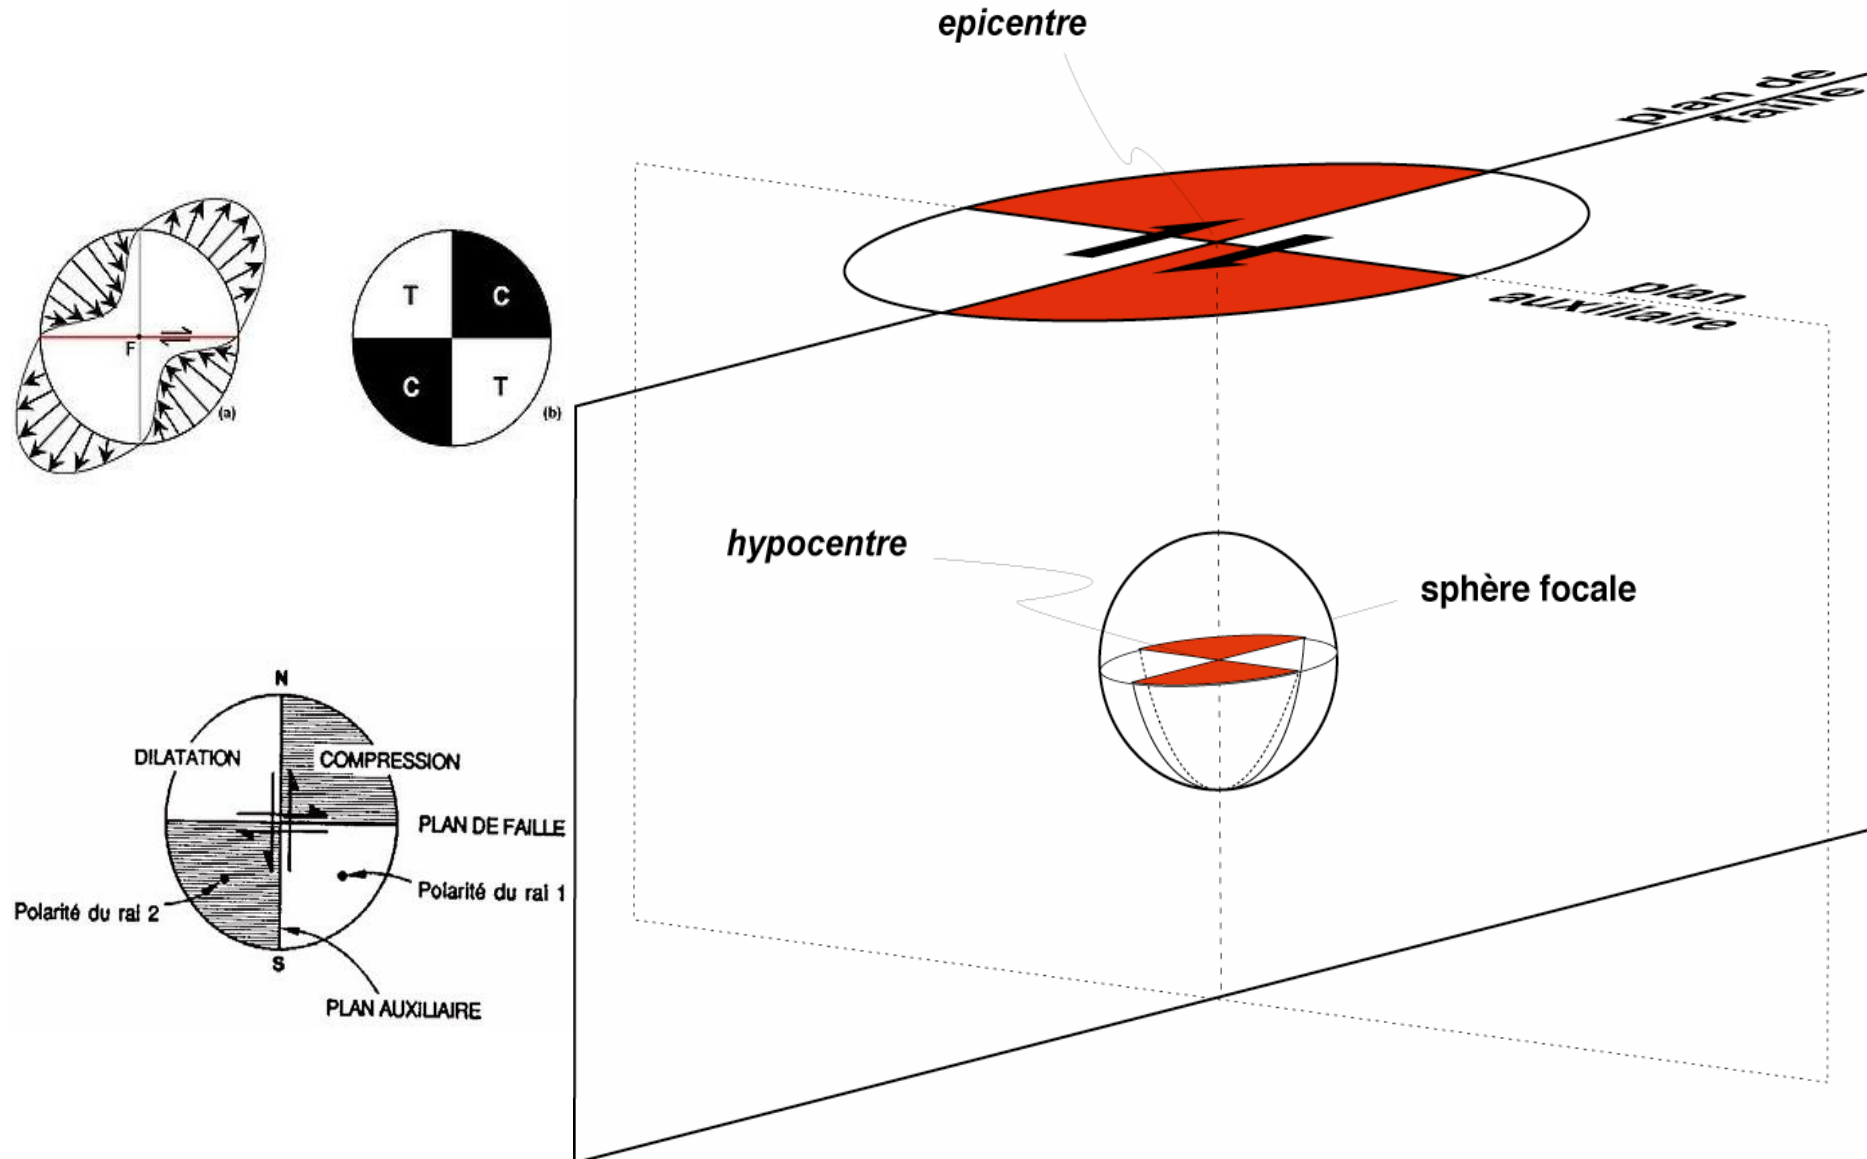 epicentre
plan de
faille
T
C
C
T
F
(a)
(b)
plan
auxiliaire
hypocentre
sphère focale
N
DILATATION
COMPRESSION
PLAN DE FAILLE
Polarité du rai 1
Polarité du rai 2
S
PLAN AUXILIAIRE